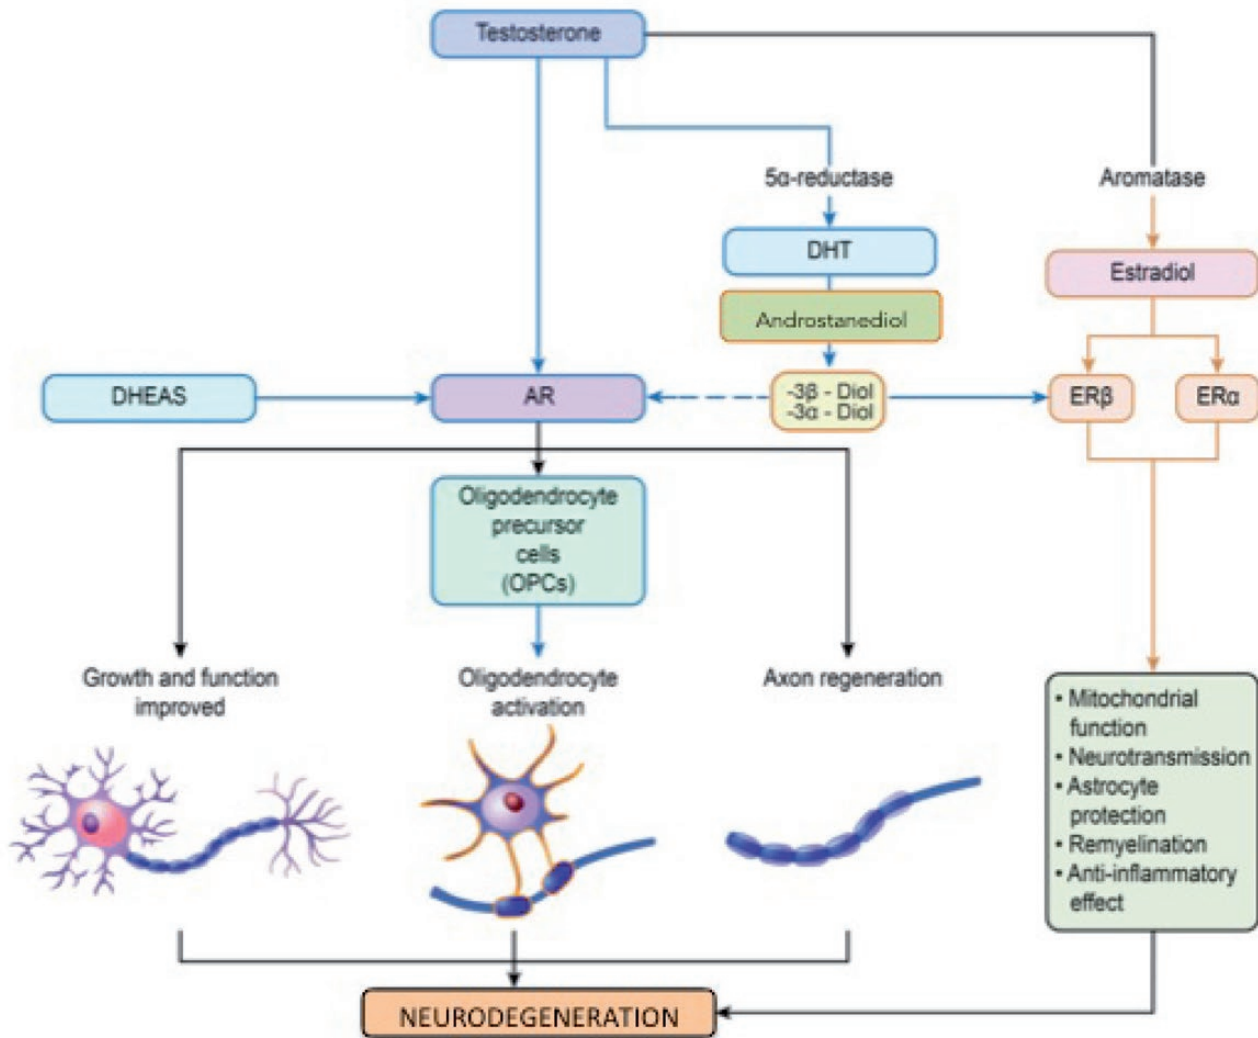 Testosterone
5α-reductase
Aromatase
DHT
Estradiol
Androstanediol
DHEAS
AR
-3β - Diol
-3α - Diol
ERβ
ERα
Oligodendrocyte
precursor
cells
(OPCs)
Growth and function
improved
Oligodendrocyte
activation
Axon regeneration
• Mitochondrial
function
• Neurotransmission
• Astrocyte
protection
• Remyelination
• Anti-inflammatory
effect
NEURODEGENERATION